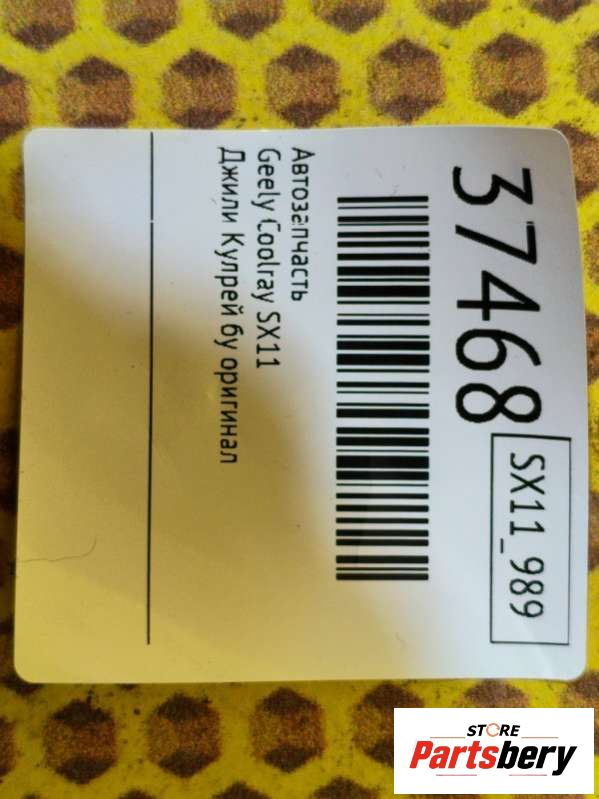 37468
SX11_989
Автозапчасть
Geely Coolray SX11
Джили Кулрей бу оригинал
STORE
Partsbery